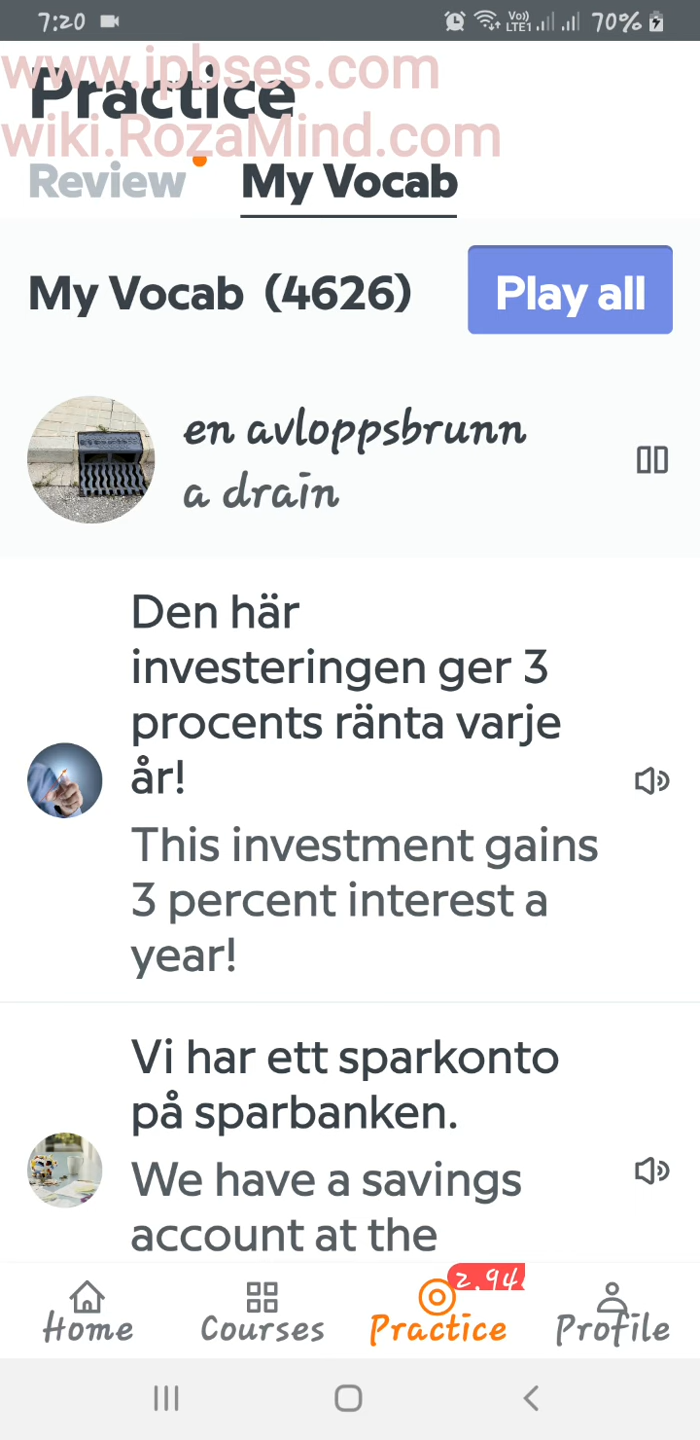 7:20 Vo) LTE1 70%
www.ipbses.com
Practice
wiki.RozaMind.com
Review My Vocab
My Vocab (4626) Play all
en avloppsbrunn
a drain
Den här
investeringen ger 3
procents ränta varje
år!
This investment gains
3 percent interest a
year!
Vi har ett sparkonto
på sparbanken.
We have a savings
account at the
2,94
Home Courses Practice Profile